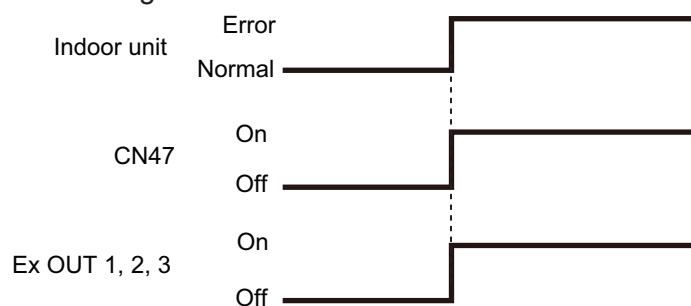 Error
Indoor unit
Normal
On
CN47
Off
On
Ex OUT 1, 2, 3
Off